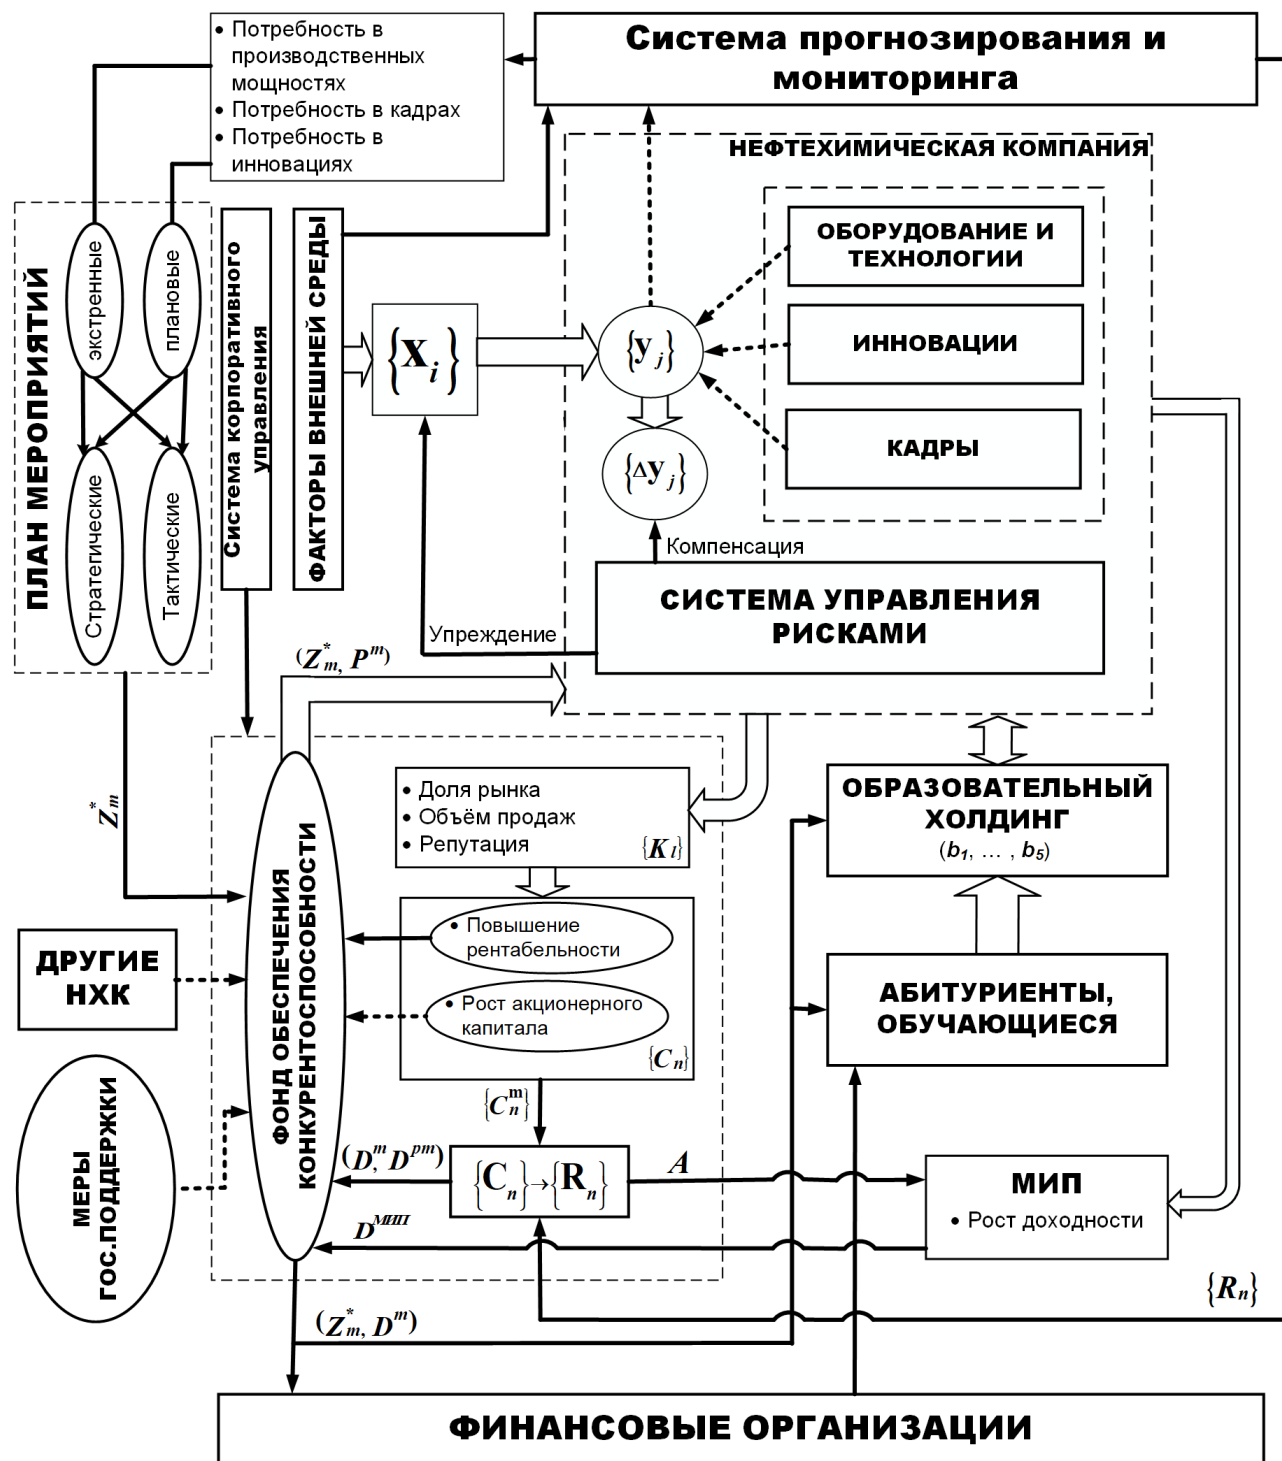 • Потребность в
производственных
мощностях
• Потребность в кадрах
• Потребность в
инновациях
Система прогнозирования и
мониторинга
НЕФТЕХИМИЧЕСКАЯ КОМПАНИЯ
ОБОРУДОВАНИЕ И
ТЕХНОЛОГИИ
ИННОВАЦИИ
КАДРЫ
ПЛАН МЕРОПРИЯТИЙ
экстренные
плановые
Стратегические
Тактические
Система корпоративного
управления
ФАКТОРЫ ВНЕШНЕЙ СРЕДЫ
{X_i}
{y_j}
{Δy_j}
Компенсация
СИСТЕМА УПРАВЛЕНИЯ
РИСКАМИ
Упреждение
(Z*_m, P^m)
Z*_m
ФОНД ОБЕСПЕЧЕНИЯ
КОНКУРЕНТОСПОСОБНОСТИ
• Доля рынка
• Объём продаж
• Репутация
{K_l}
• Повышение
рентабельности
• Рост акционерного
капитала
{C_n}
{C_n^m}
ОБРАЗОВАТЕЛЬНЫЙ
ХОЛДИНГ
(b1, … , b5)
АБИТУРИЕНТЫ,
ОБУЧАЮЩИЕСЯ
ДРУГИЕ
НХК
МЕРЫ
ГОС.ПОДДЕРЖКИ
(D^m, D^pm)
{C_n}→{R_n}
A
МИП
• Рост доходности
D^МИП
{R_n}
(Z*_m, D^m)
ФИНАНСОВЫЕ ОРГАНИЗАЦИИ